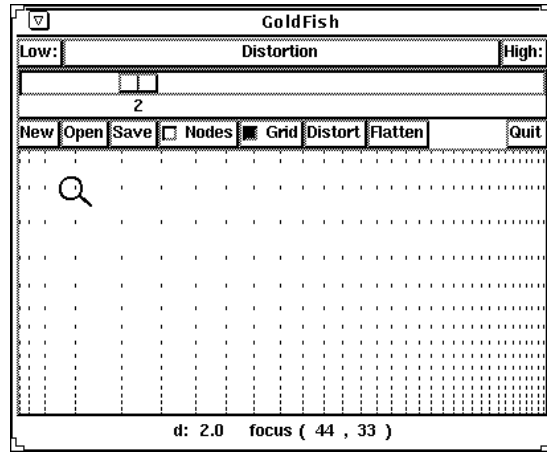 GoldFish
Low: Distortion High:
2
New Open Save Nodes Grid Distort Flatten Quit
d: 2.0 focus ( 44 , 33 )